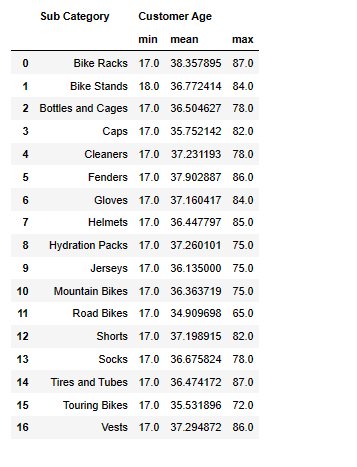 Sub Category Customer Age
min mean max
0 Bike Racks 17.0 38.357895 87.0
1 Bike Stands 18.0 36.772414 84.0
2 Bottles and Cages 17.0 36.504627 78.0
3 Caps 17.0 35.752142 82.0
4 Cleaners 17.0 37.231193 78.0
5 Fenders 17.0 37.902887 86.0
6 Gloves 17.0 37.160417 84.0
7 Helmets 17.0 36.447797 85.0
8 Hydration Packs 17.0 37.260101 75.0
9 Jerseys 17.0 36.135000 75.0
10 Mountain Bikes 17.0 36.363719 75.0
11 Road Bikes 17.0 34.909698 65.0
12 Shorts 17.0 37.198915 82.0
13 Socks 17.0 36.675824 78.0
14 Tires and Tubes 17.0 36.474172 87.0
15 Touring Bikes 17.0 35.531896 72.0
16 Vests 17.0 37.294872 86.0